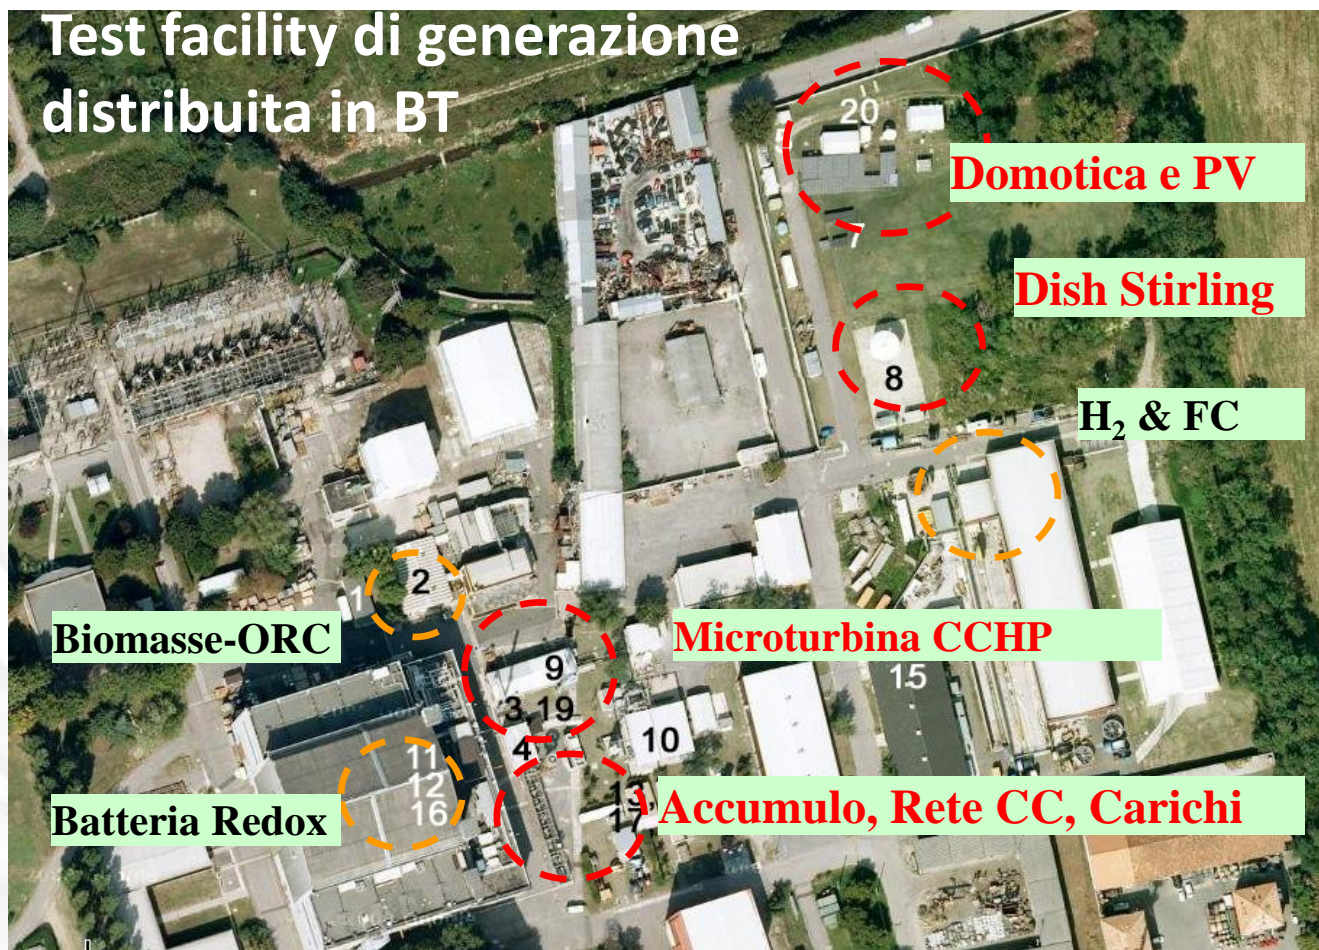 Test facility di generazione
distribuita in BT
20
Domotica e PV
7
Dish Stirling
8
H₂ & FC
2
1
Biomasse-ORC
Microturbina CCHP
9
15
3, 19
4
10
11
12
16
13,
17
Batteria Redox
Accumulo, Rete CC, Carichi